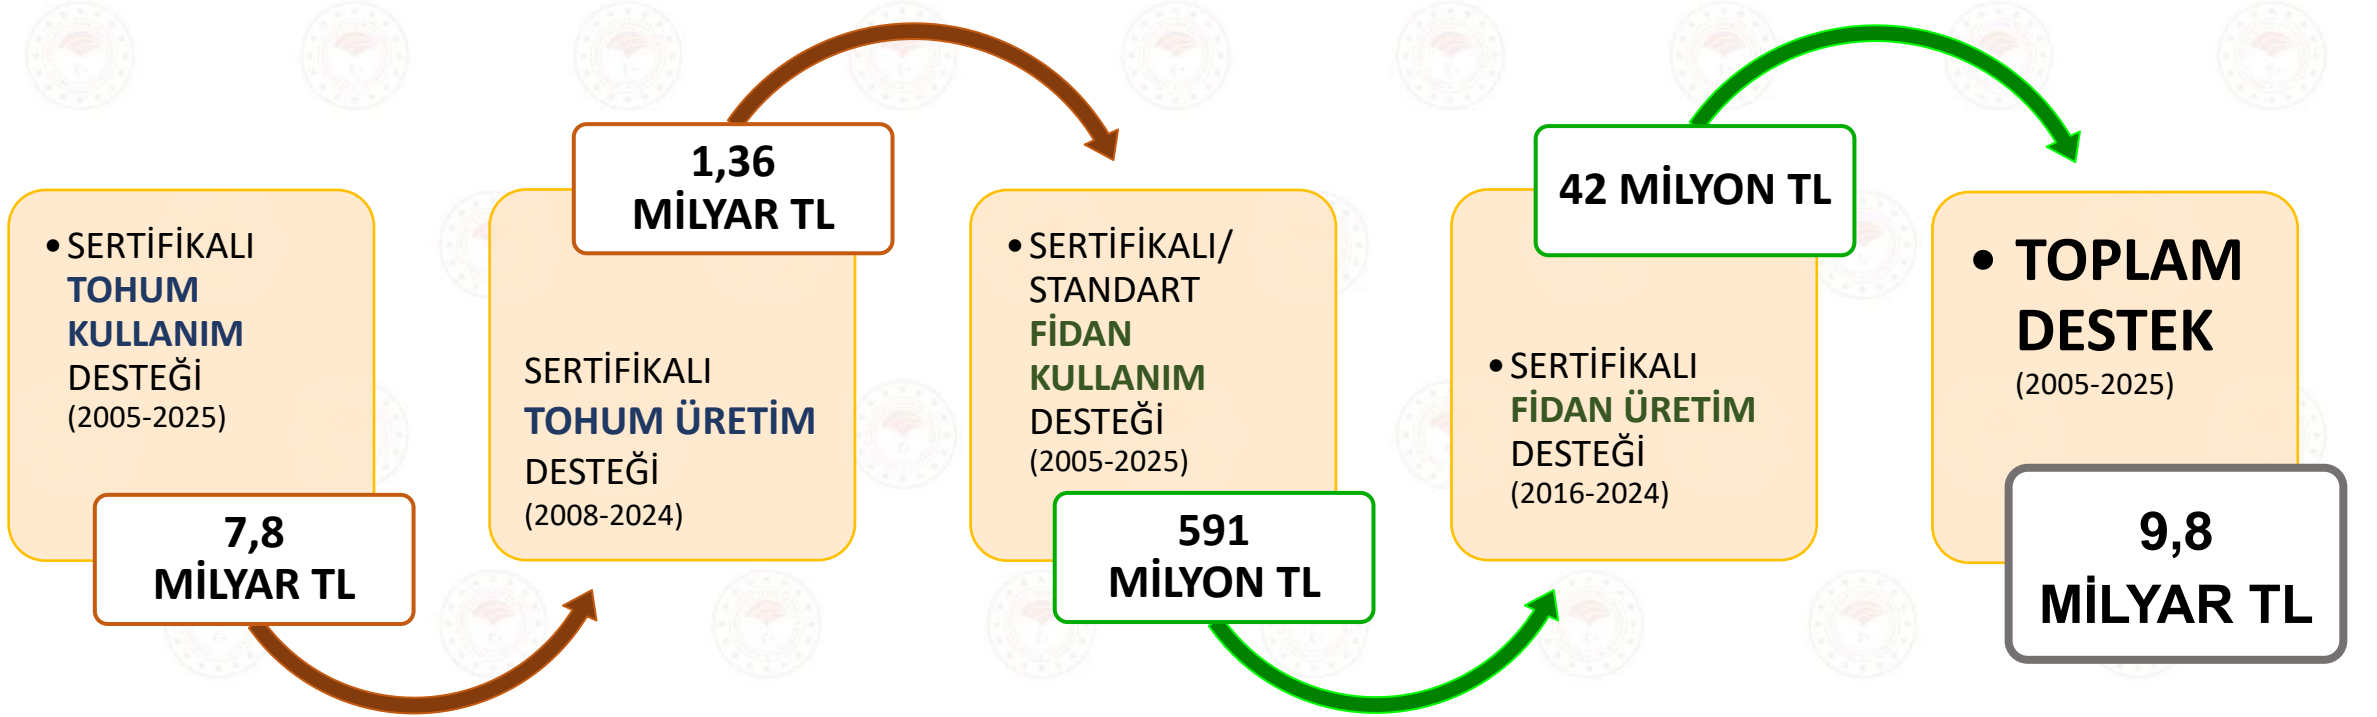 • SERTİFİKALI
TOHUM
KULLANIM
DESTEĞİ
(2005-2025)
7,8
MİLYAR TL
1,36
MİLYAR TL
SERTİFİKALI
TOHUM ÜRETİM
DESTEĞİ
(2008-2024)
• SERTİFİKALI/
STANDART
FİDAN
KULLANIM
DESTEĞİ
(2005-2025)
591
MİLYON TL
42 MİLYON TL
• SERTİFİKALI
FİDAN ÜRETİM
DESTEĞİ
(2016-2024)
• TOPLAM
DESTEK
(2005-2025)
9,8
MİLYAR TL